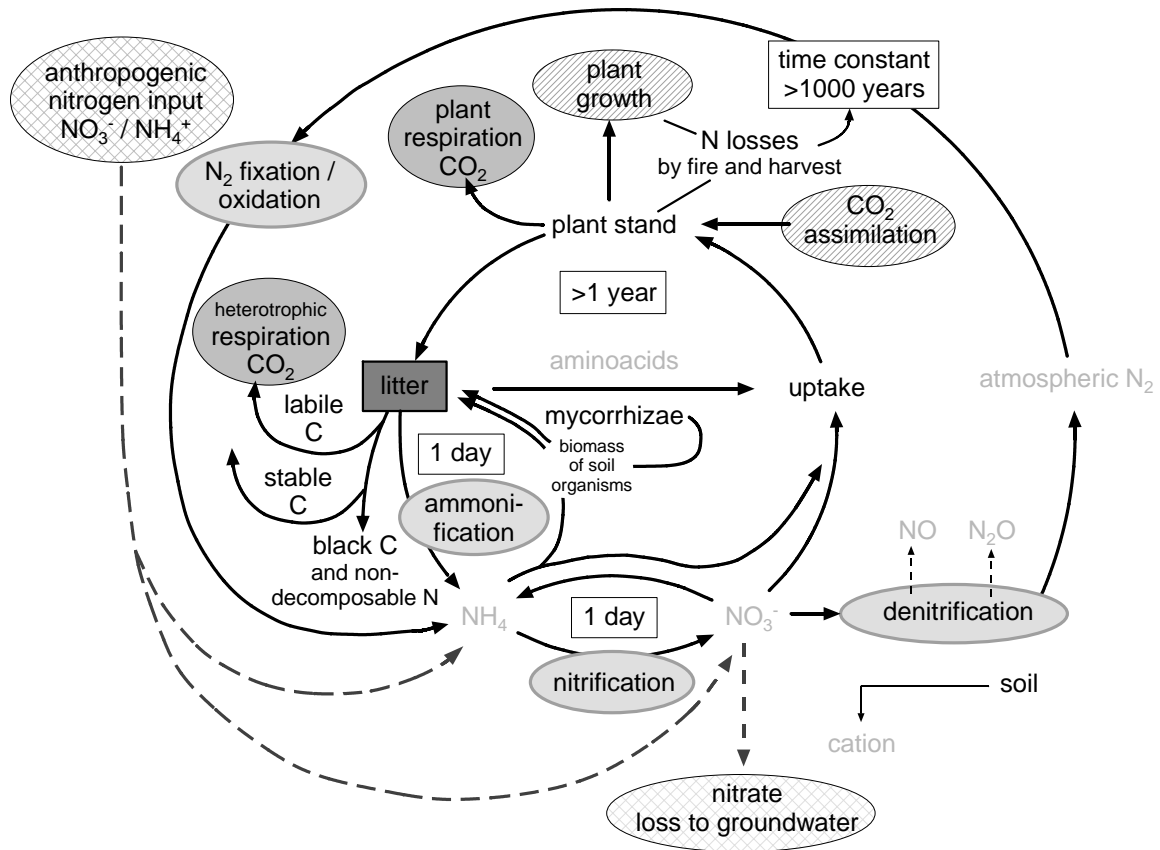 anthropogenic
nitrogen input
NO₃⁻ / NH₄⁺
N₂ fixation /
oxidation
plant
respiration
CO₂
plant
growth
time constant
>1000 years
N losses
by fire and harvest
plant stand
CO₂
assimilation
>1 year
heterotrophic
respiration
CO₂
litter
aminoacids
uptake
atmospheric N₂
labile
C
mycorrhizae
biomass
of soil
organisms
1 day
stable
C
ammoni-
fication
black C
and non-
decomposable N
NO
N₂O
NH₄
1 day
NO₃⁻
denitrification
nitrification
soil
cation
nitrate
loss to groundwater